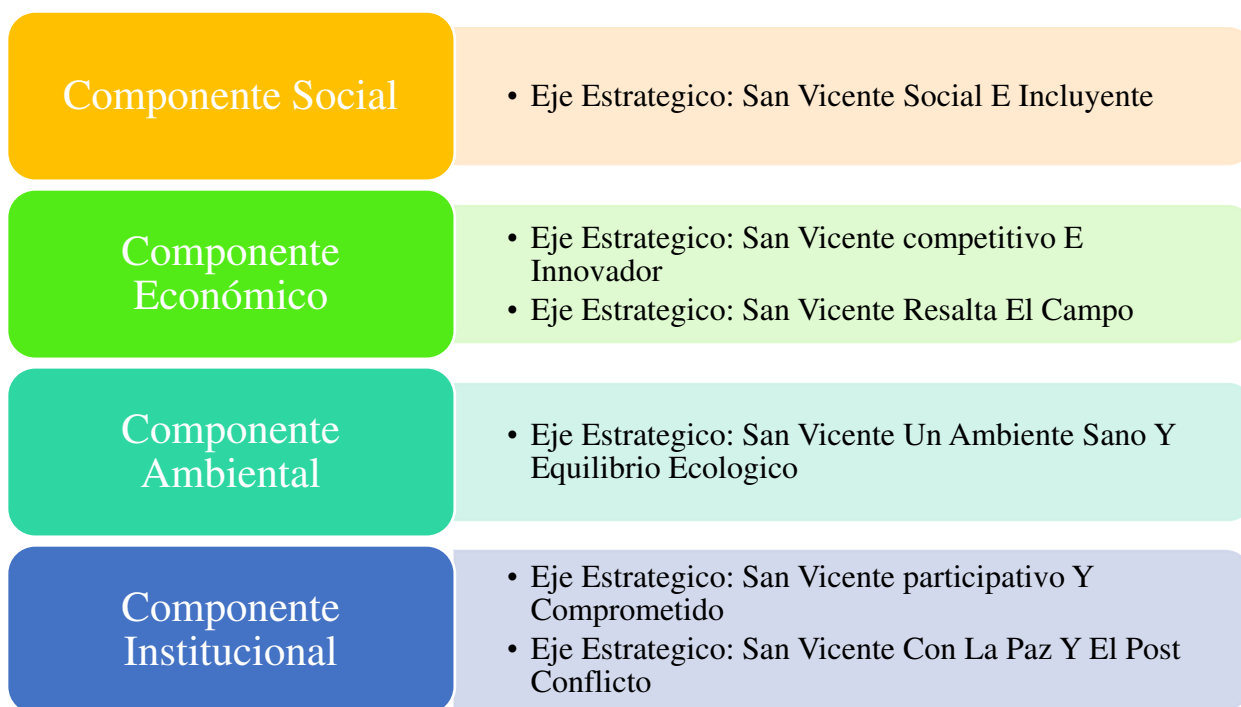 Componente Social
• Eje Estrategico: San Vicente Social E Incluyente
Componente
Económico
• Eje Estrategico: San Vicente competitivo E
Innovador
• Eje Estrategico: San Vicente Resalta El Campo
Componente
Ambiental
• Eje Estrategico: San Vicente Un Ambiente Sano Y
Equilibrio Ecologico
Componente
Institucional
• Eje Estrategico: San Vicente participativo Y
Comprometido
• Eje Estrategico: San Vicente Con La Paz Y El Post
Conflicto